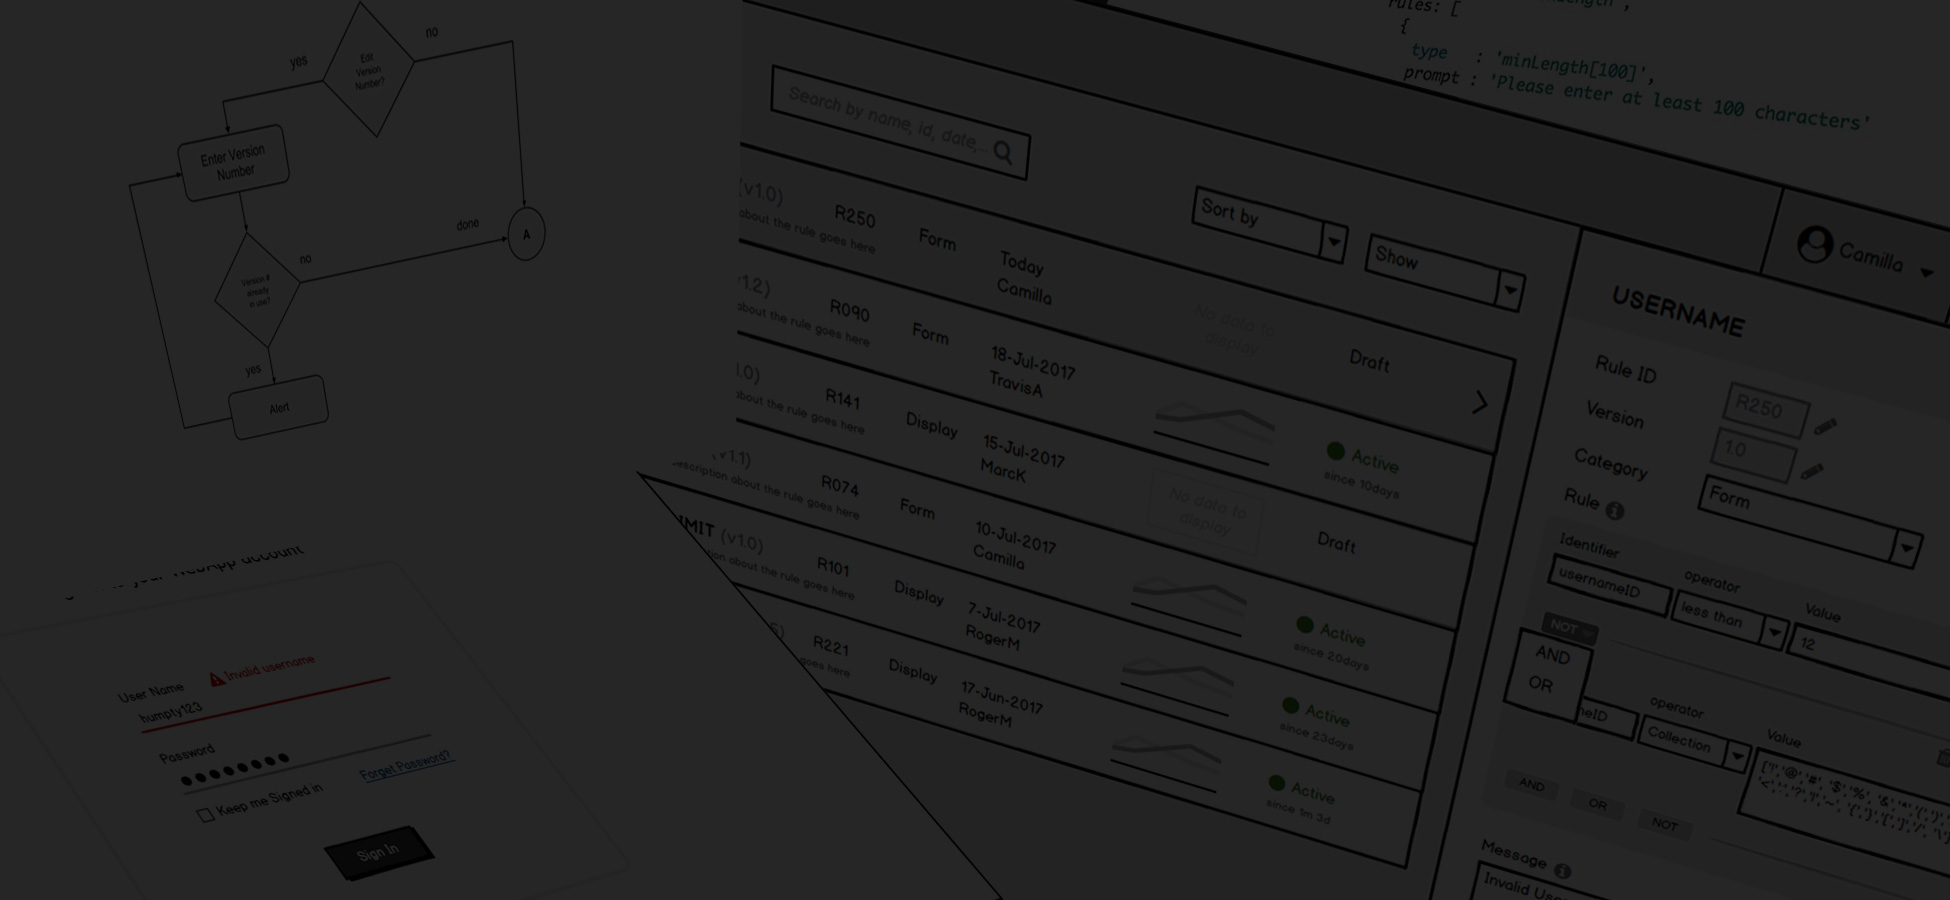 no
yes
Edit
Version
Number?
Enter Version
Number
done
A
no
Version #
already
in use?
yes
Alert
your WebApp account
User Name
Invalid username
humpty123
Password
Keep me Signed in
Forget Password?
Sign In
rules: [
{
type : 'minLength[100]',
prompt : 'Please enter at least 100 characters'
Search by name, id, date,...
Sort by
Show
(v1.0)
about the rule goes here
R250
Form
Today
Camilla
No data to
display
Draft
about the rule goes here
R090
Form
18-Jul-2017
TravisA
Active
since 10days
about the rule goes here
R141
Display
15-Jul-2017
MarcK
No data to
display
Draft
(v1.1)
description about the rule goes here
R074
Form
10-Jul-2017
Camilla
Active
since 20days
(v1.0)
about the rule goes here
R101
Display
7-Jul-2017
RogerM
Active
since 23days
goes here
R221
Display
17-Jun-2017
RogerM
Active
since 1m 3d
Camilla
USERNAME
Rule ID
R250
Version
1.0
Category
Form
Rule
Identifier
operator
Value
usernameID
less than
12
NOT
AND
OR
operator
Value
Collection
AND
OR
NOT
Message
Invalid